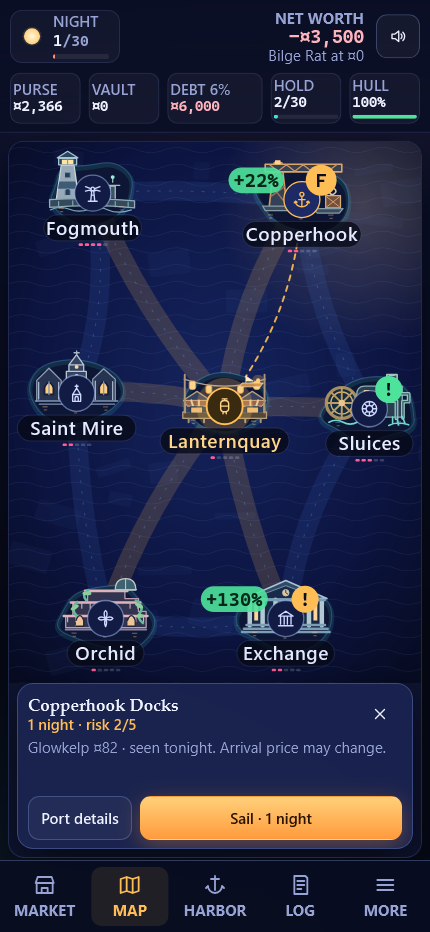 NIGHT
1/30
NET WORTH
−¤3,500
Bilge Rat at ¤0
PURSE
¤2,366
VAULT
¤0
DEBT 6%
¤6,000
HOLD
2/30
HULL
100%
+22%
F
Fogmouth
Copperhook
!
Saint Mire
Lanternquay
Sluices
+130%
!
Orchid
Exchange
Copperhook Docks
1 night · risk 2/5
Glowkelp ¤82 · seen tonight. Arrival price may change.
Port details
Sail · 1 night
MARKET
MAP
HARBOR
LOG
MORE